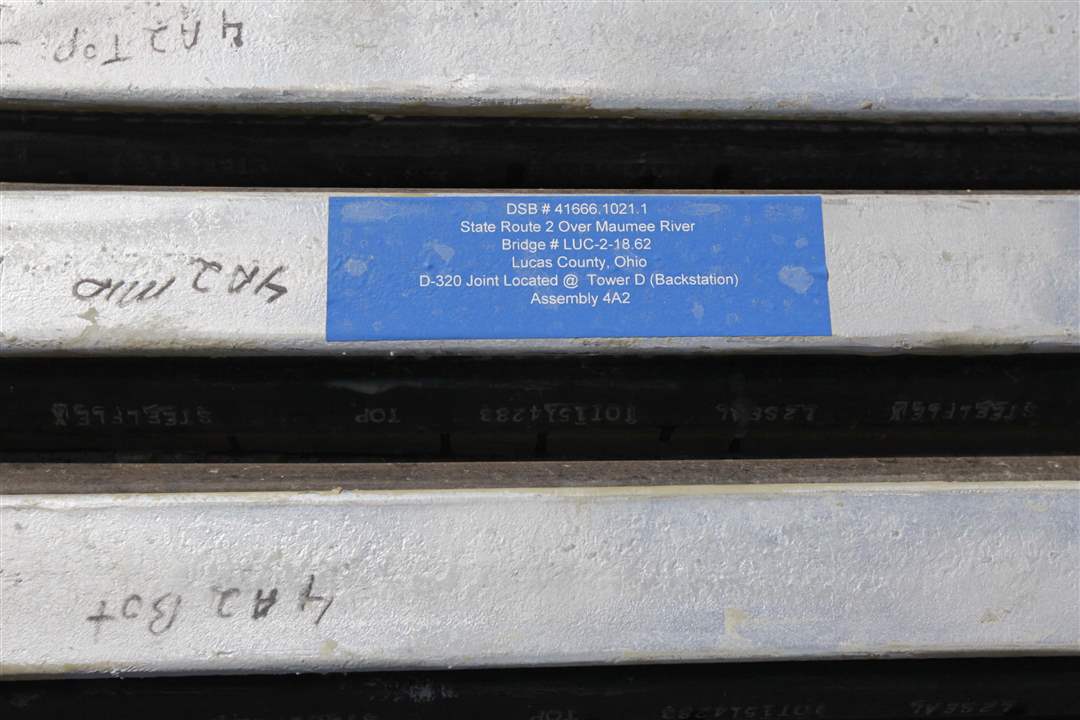 4A2 TOP
DSB # 41666.1021.1
State Route 2 Over Maumee River
Bridge # LUC-2-18.62
Lucas County, Ohio
D-320 Joint Located @ Tower D (Backstation)
Assembly 4A2
4A2 MID
TOP
4A2 BOT